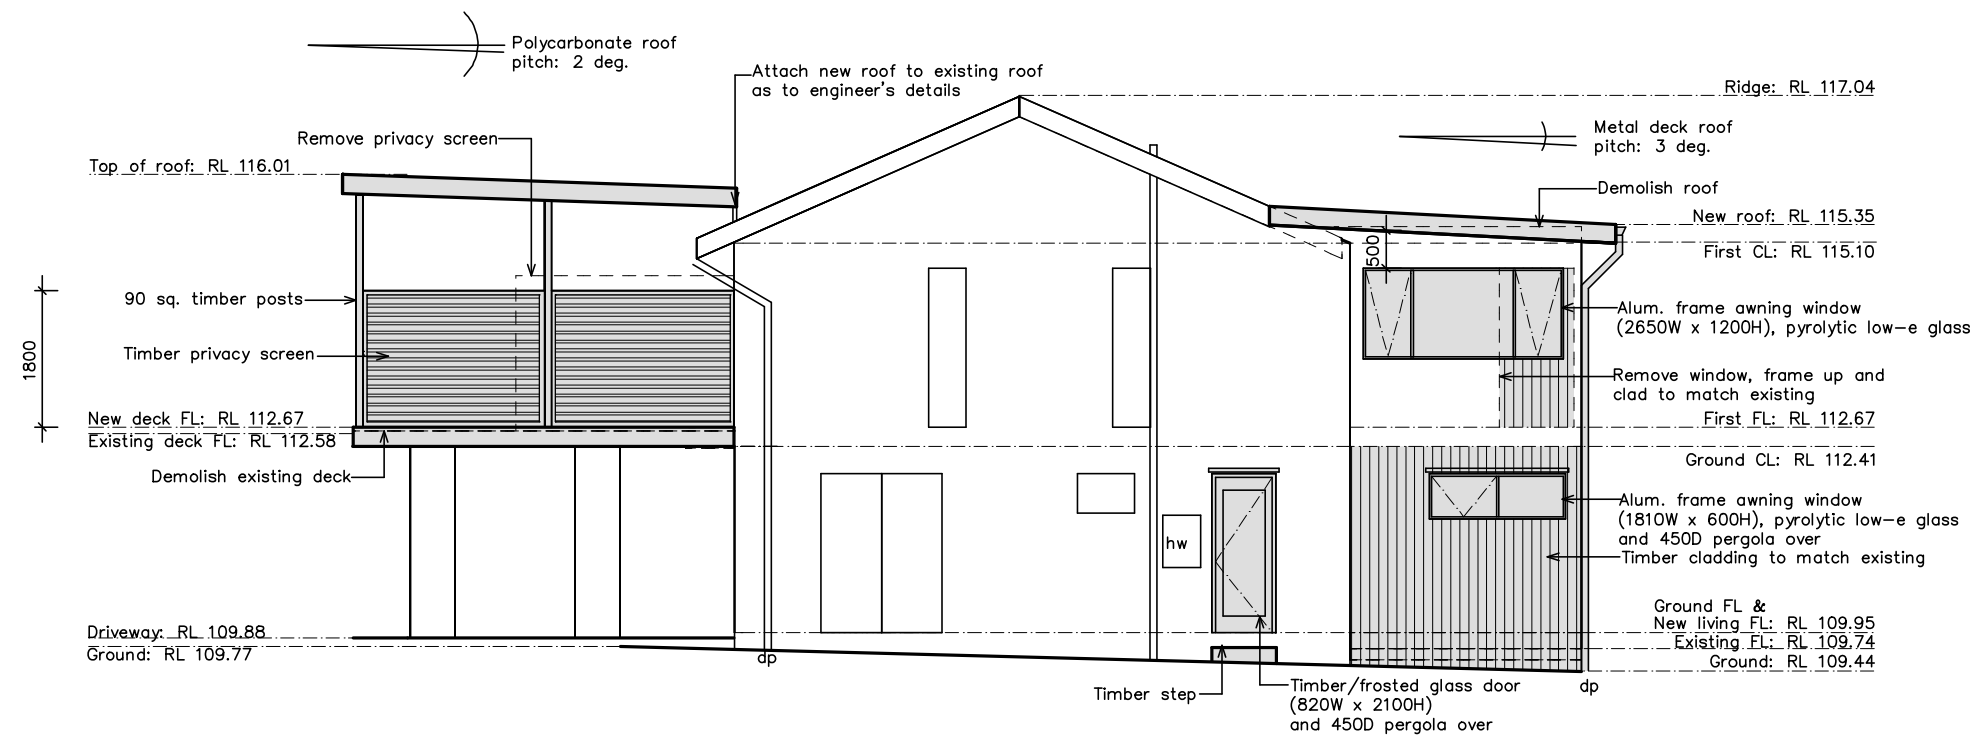 Polycarbonate roof
pitch: 2 deg.
Attach new roof to existing roof
as to engineer's details
Ridge: RL 117.04
Metal deck roof
pitch: 3 deg.
Remove privacy screen
Top of roof: RL 116.01
Demolish roof
New roof: RL 115.35
500
First CL: RL 115.10
90 sq. timber posts
Alum. frame awning window
(2650W x 1200H), pyrolytic low-e glass
1800
Timber privacy screen
Remove window, frame up and
clad to match existing
New deck FL: RL 112.67
First FL: RL 112.67
Existing deck FL: RL 112.58
Ground CL: RL 112.41
Demolish existing deck
Alum. frame awning window
(1810W x 600H), pyrolytic low-e glass
and 450D pergola over
hw
Timber cladding to match existing
Ground FL &
New living FL: RL 109.95
Driveway: RL 109.88
Existing FL: RL 109.74
Ground: RL 109.77
dp
Ground: RL 109.44
Timber step
Timber/frosted glass door
(820W x 2100H)
and 450D pergola over
dp